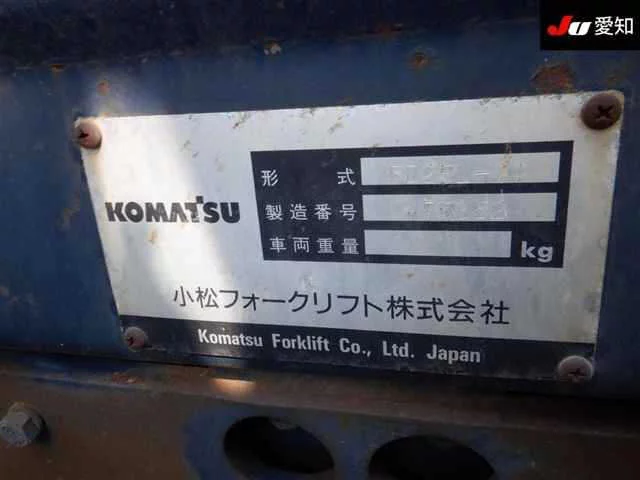 JU 愛知
KOMATSU
形 式
製造番号
車両重量 kg
小松フォークリフト株式会社
Komatsu Forklift Co., Ltd. Japan